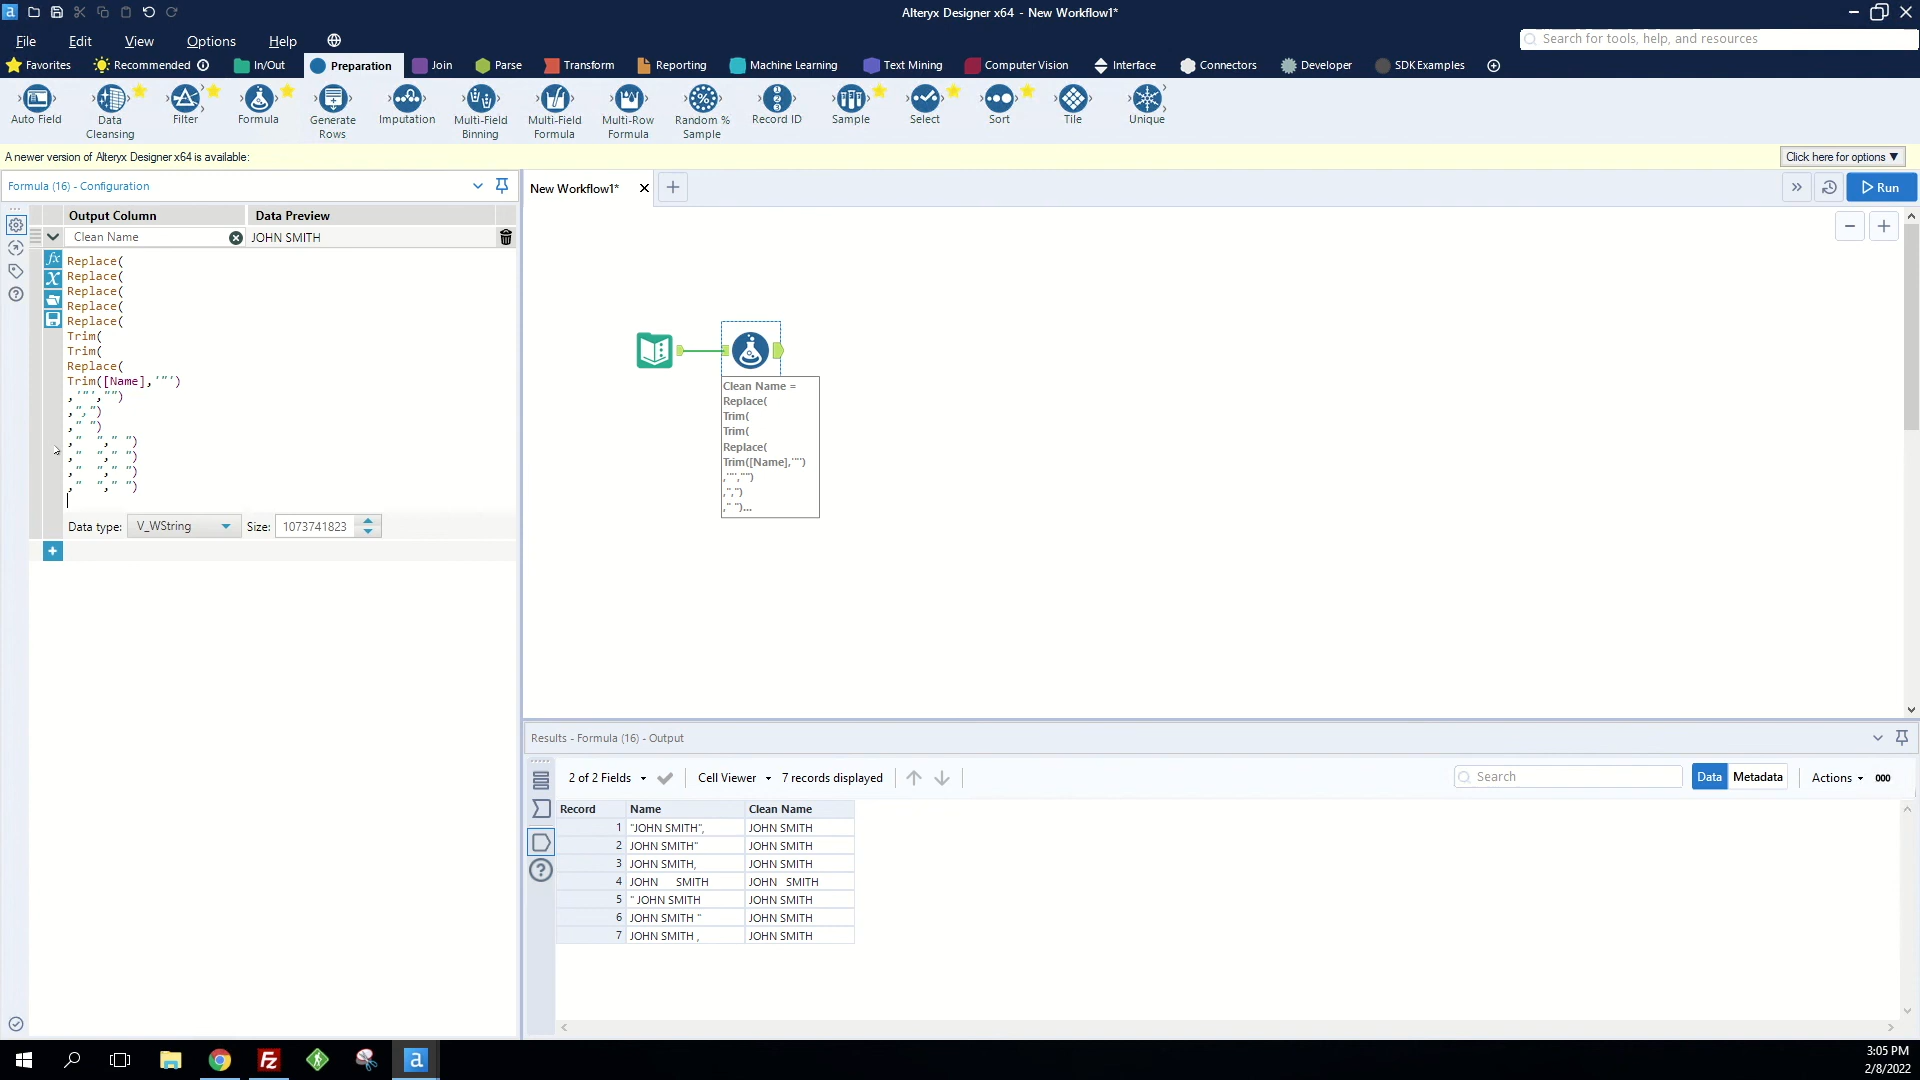 a
Alteryx Designer x64 - New Workflow1*
File Edit View Options Help
Search for tools, help, and resources
Favorites Recommended In/Out Preparation Join Parse Transform Reporting Machine Learning Text Mining Computer Vision Interface Connectors Developer SDK Examples
Auto Field
Data
Cleansing
Filter
Formula
Generate
Rows
Imputation
Multi-Field
Binning
Multi-Field
Formula
Multi-Row
Formula
Random %
Sample
Record ID
Sample
Select
Sort
Tile
Unique
A newer version of Alteryx Designer x64 is available:
Click here for options ▼
Formula (16) - Configuration
New Workflow1*
Run
Output Column Data Preview
Clean Name JOHN SMITH
fx
X
Replace(
Replace(
Replace(
Replace(
Replace(
Trim(
Trim(
Replace(
Trim([Name],'"')
,'"',"")
,",")
," ")
,"  "," ")
,"  "," ")
,"  "," ")
,"  "," ")
Data type: V_WString Size: 1073741823
Clean Name =
Replace(
Trim(
Trim(
Replace(
Trim([Name],'"')
,'"',"")
,",")
," ")...
Results - Formula (16) - Output
2 of 2 Fields Cell Viewer 7 records displayed
Search
Data Metadata Actions 000
Record Name Clean Name
1 "JOHN SMITH", JOHN SMITH
2 JOHN SMITH" JOHN SMITH
3 JOHN SMITH, JOHN SMITH
4 JOHN      SMITH JOHN   SMITH
5 " JOHN SMITH JOHN SMITH
6 JOHN SMITH " JOHN SMITH
7 JOHN SMITH , JOHN SMITH
Fz
a
3:05 PM
2/8/2022